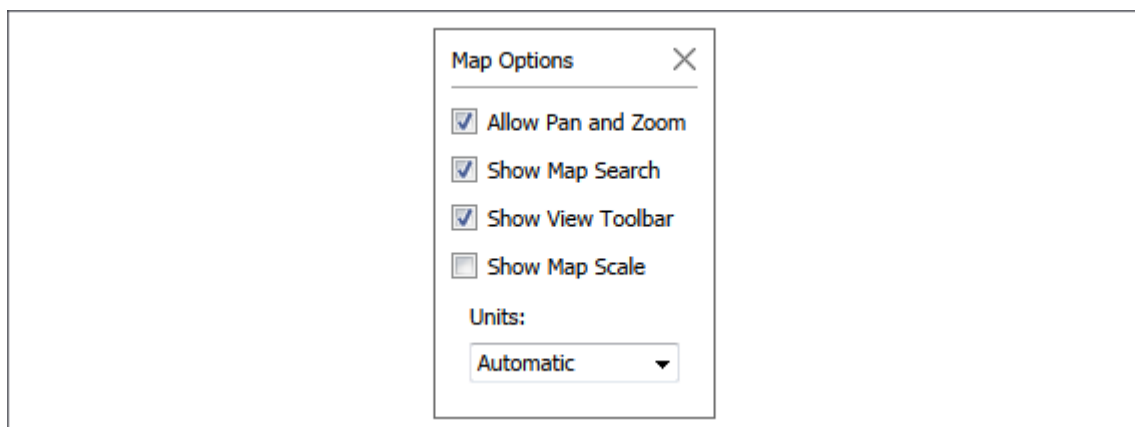 Map Options
Allow Pan and Zoom
Show Map Search
Show View Toolbar
Show Map Scale
Units:
Automatic